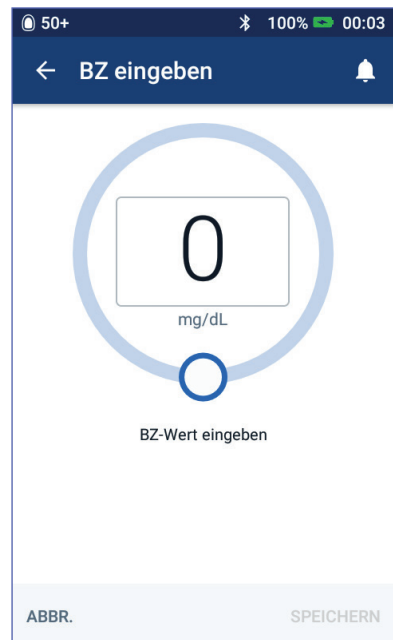 50+ 100% 00:03
BZ eingeben
0
mg/dL
BZ-Wert eingeben
ABBR. SPEICHERN